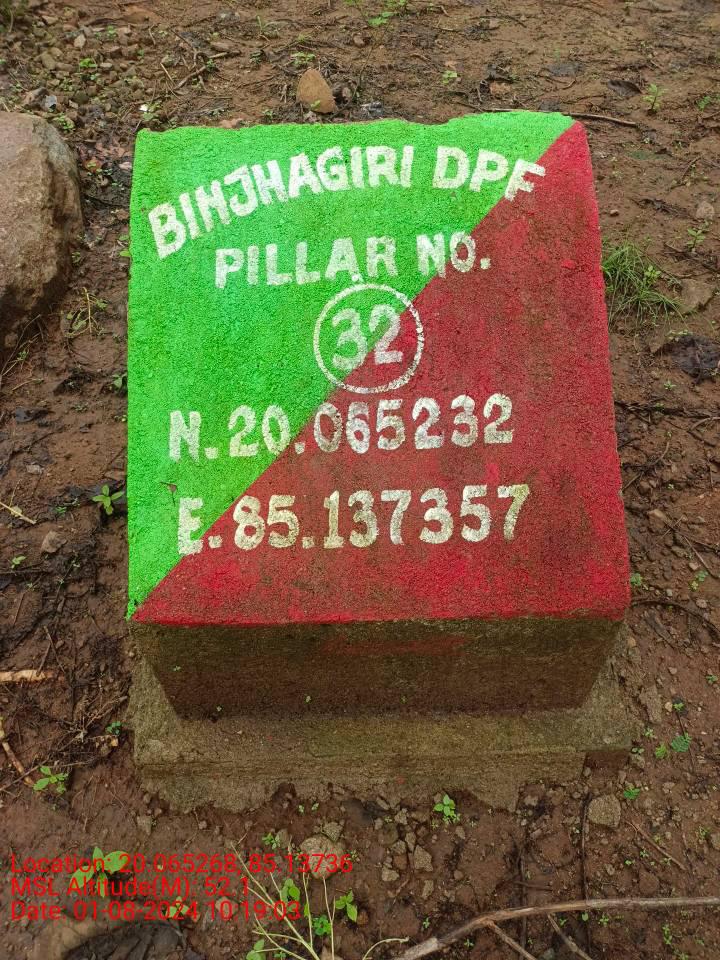 BINJHAGIRI DPF
PILLAR NO.
32
N. 20.065232
E. 85.137357
Location: 20.065268, 85.13736
MSL Altitude(M): 52.1
Date: 01-08-2024 10:19:03